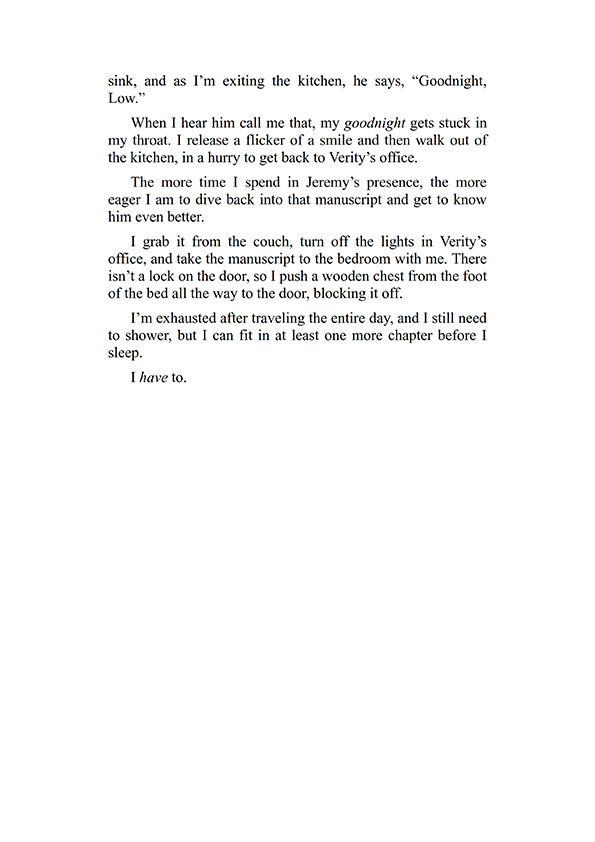 sink, and as I’m exiting the kitchen, he says, “Goodnight,
Low.”
When I hear him call me that, my goodnight gets stuck in
my throat. I release a flicker of a smile and then walk out of
the kitchen, in a hurry to get back to Verity’s office.
The more time I spend in Jeremy’s presence, the more
eager I am to dive back into that manuscript and get to know
him even better.
I grab it from the couch, turn off the lights in Verity’s
office, and take the manuscript to the bedroom with me. There
isn’t a lock on the door, so I push a wooden chest from the foot
of the bed all the way to the door, blocking it off.
I’m exhausted after traveling the entire day, and I still need
to shower, but I can fit in at least one more chapter before I
sleep.
I have to.